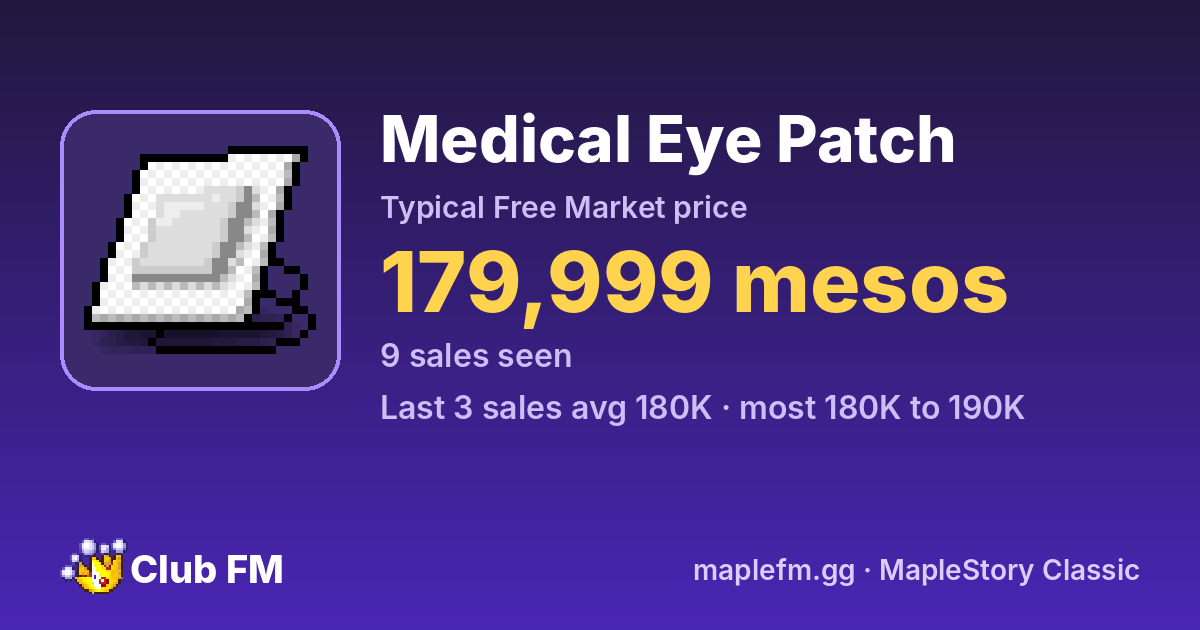 Medical Eye Patch
Typical Free Market price
179,999 mesos
9 sales seen
Last 3 sales avg 180K · most 180K to 190K
Club FM
maplefm.gg · MapleStory Classic